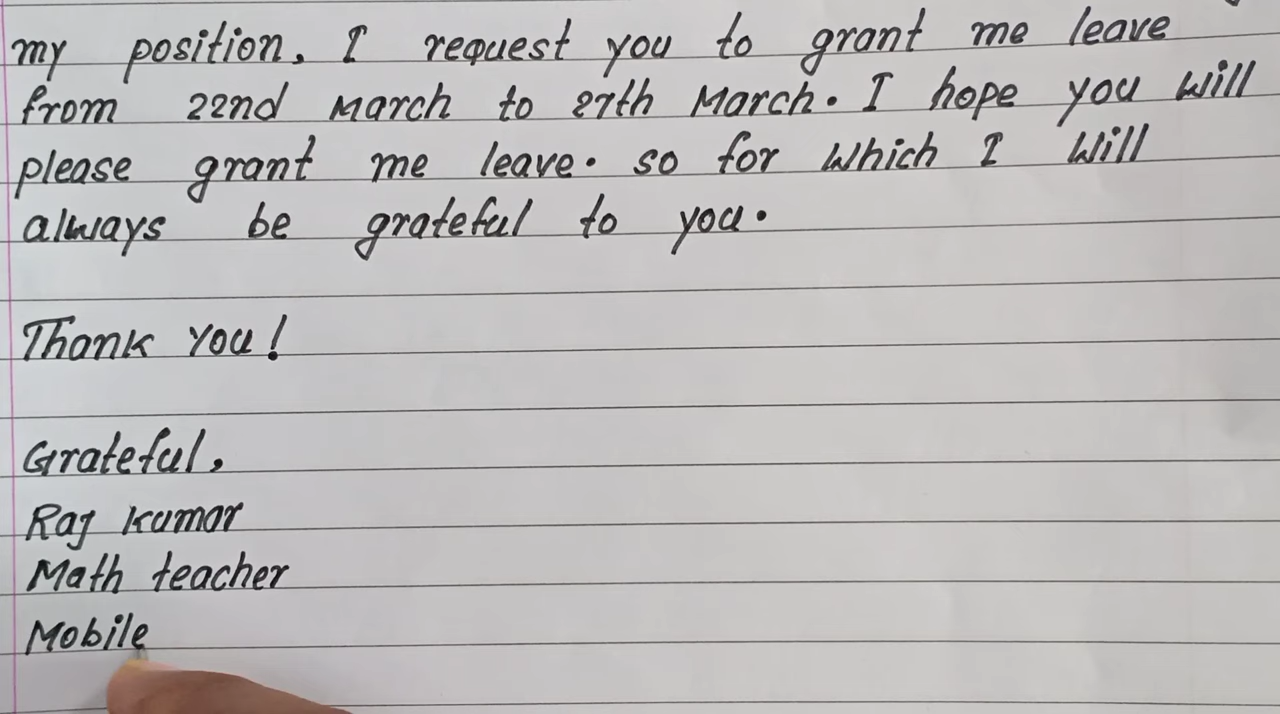 my position. I request you to grant me leave
from 22nd March to 27th March. I hope you will
please grant me leave. so for which I will
always be grateful to you.
Thank you!
Grateful,
Raj Kumar
Math teacher
Mobile